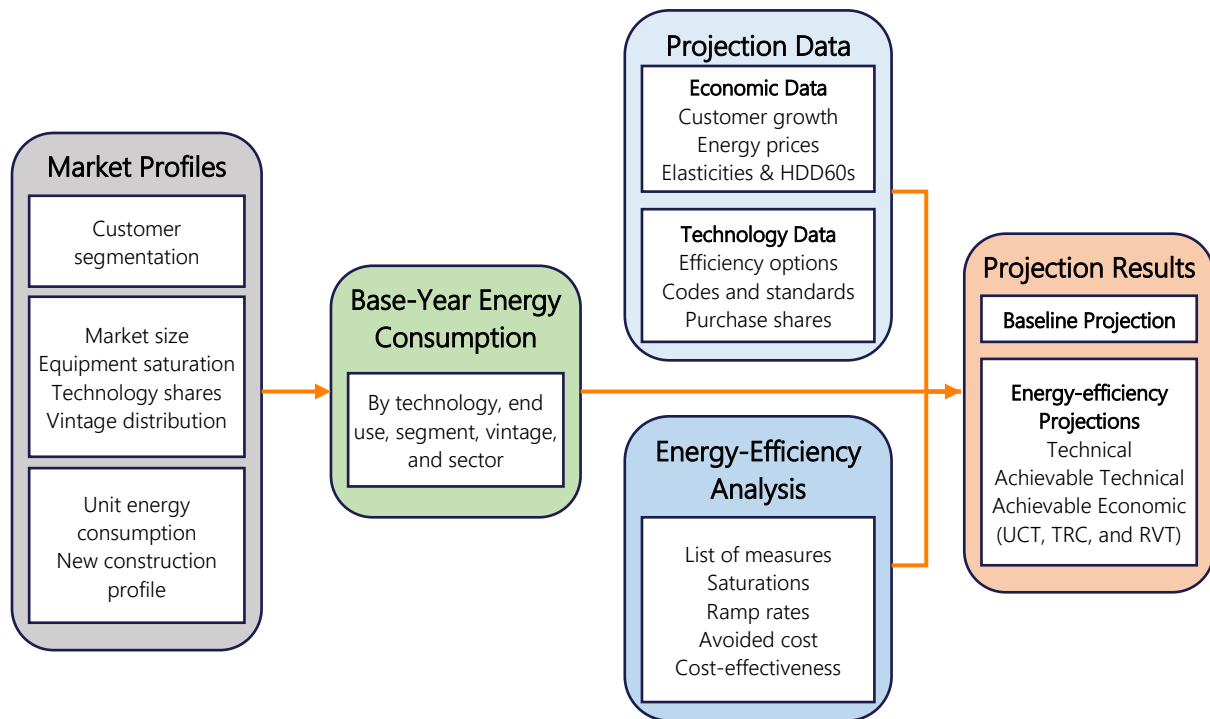 Market Profiles
Customer
segmentation
Market size
Equipment saturation
Technology shares
Vintage distribution
Unit energy
consumption
New construction
profile
Base-Year Energy
Consumption
By technology, end
use, segment, vintage,
and sector
Projection Data
Economic Data
Customer growth
Energy prices
Elasticities & HDD60s
Technology Data
Efficiency options
Codes and standards
Purchase shares
Energy-Efficiency
Analysis
List of measures
Saturations
Ramp rates
Avoided cost
Cost-effectiveness
Projection Results
Baseline Projection
Energy-efficiency
Projections
Technical
Achievable Technical
Achievable Economic
(UCT, TRC, and RVT)